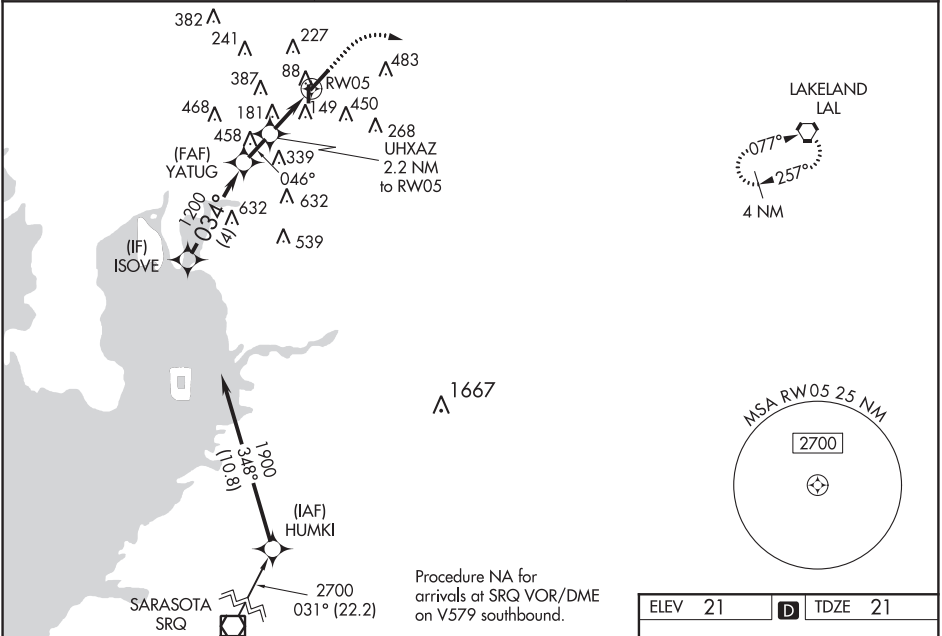 382
241
227
483
88
387
RW05
468
181
149
450
458
268
UHXAZ
2.2 NM
to RW05
(FAF)
YATUG
339
046°
1200
034°
(4)
632
632
539
(IF)
ISOVE
LAKELAND
LAL
077°
257°
4 NM
1667
MSA RW05 25 NM
2700
1900
348°
(10.8)
(IAF)
HUMKI
2700
031° (22.2)
SARASOTA
SRQ
Procedure NA for
arrivals at SRQ VOR/DME
on V579 southbound.
ELEV 21 D TDZE 21